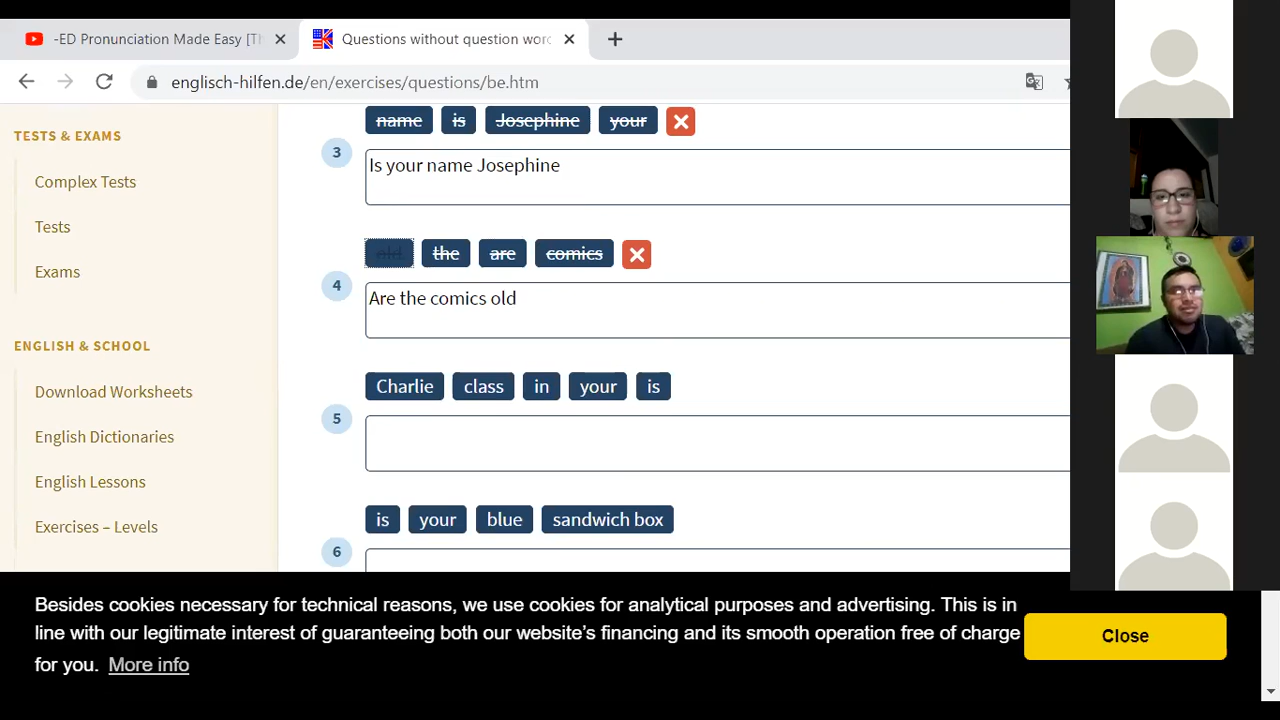 -ED Pronunciation Made Easy [Th
Questions without question word
englisch-hilfen.de/en/exercises/questions/be.htm
TESTS & EXAMS
Complex Tests
Tests
Exams
ENGLISH & SCHOOL
Download Worksheets
English Dictionaries
English Lessons
Exercises – Levels
name is Josephine your
3
Is your name Josephine
old the are comics
4
Are the comics old
Charlie class in your is
5
is your blue sandwich box
6
Besides cookies necessary for technical reasons, we use cookies for analytical purposes and advertising. This is in
line with our legitimate interest of guaranteeing both our website's financing and its smooth operation free of charge
for you. More info
Close